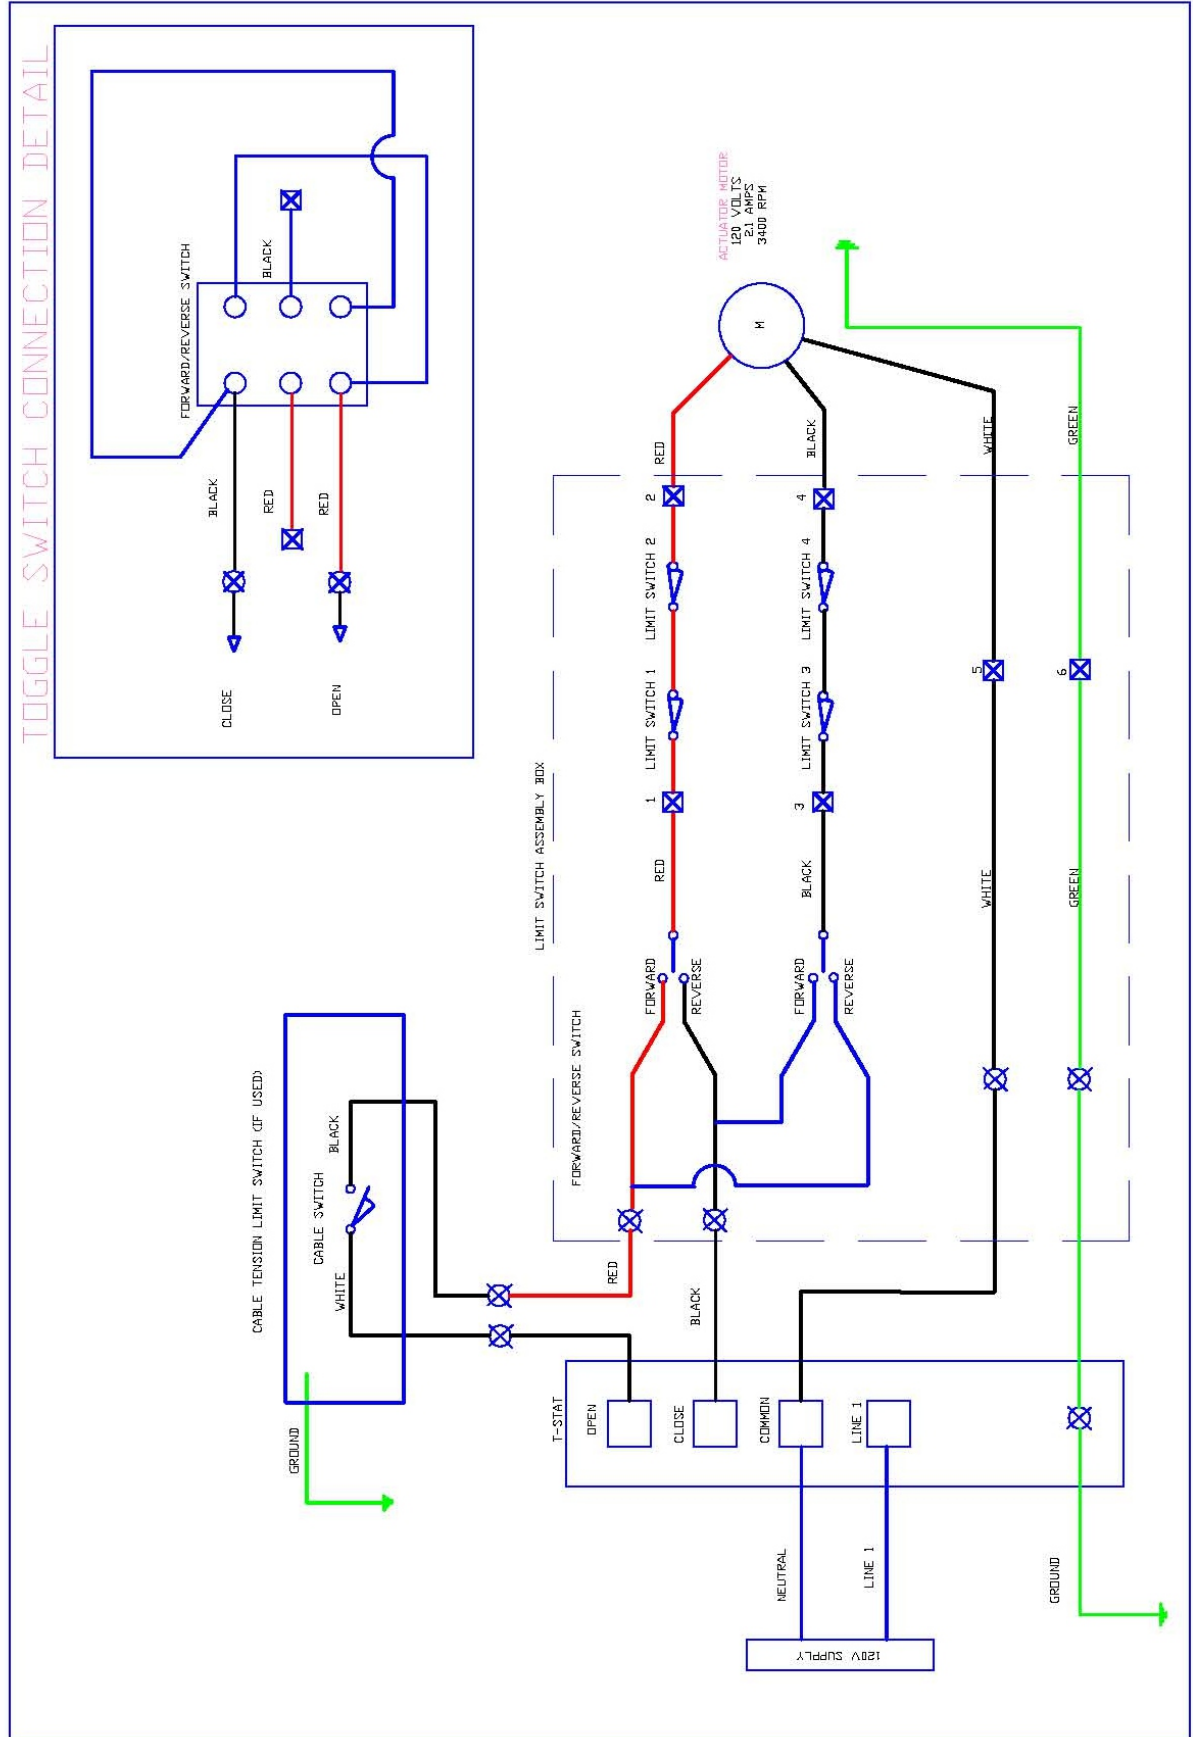 TOGGLE SWITCH CONNECTION DETAIL
FORWARD/REVERSE SWITCH
BLACK
BLACK
RED
RED
CLOSE
OPEN
ACTUATOR MOTOR
120 VOLTS
2.1 AMPS
3400 RPM
M
CABLE TENSION LIMIT SWITCH (IF USED)
CABLE SWITCH
BLACK
WHITE
GROUND
LIMIT SWITCH ASSEMBLY BOX
FORWARD/REVERSE SWITCH
RED
FORWARD
REVERSE
RED
1
LIMIT SWITCH 1
LIMIT SWITCH 2
2
RED
BLACK
FORWARD
REVERSE
BLACK
3
LIMIT SWITCH 3
LIMIT SWITCH 4
4
BLACK
WHITE
5
WHITE
GREEN
6
GREEN
T-STAT
OPEN
CLOSE
COMMON
LINE 1
NEUTRAL
LINE 1
GROUND
120V SUPPLY